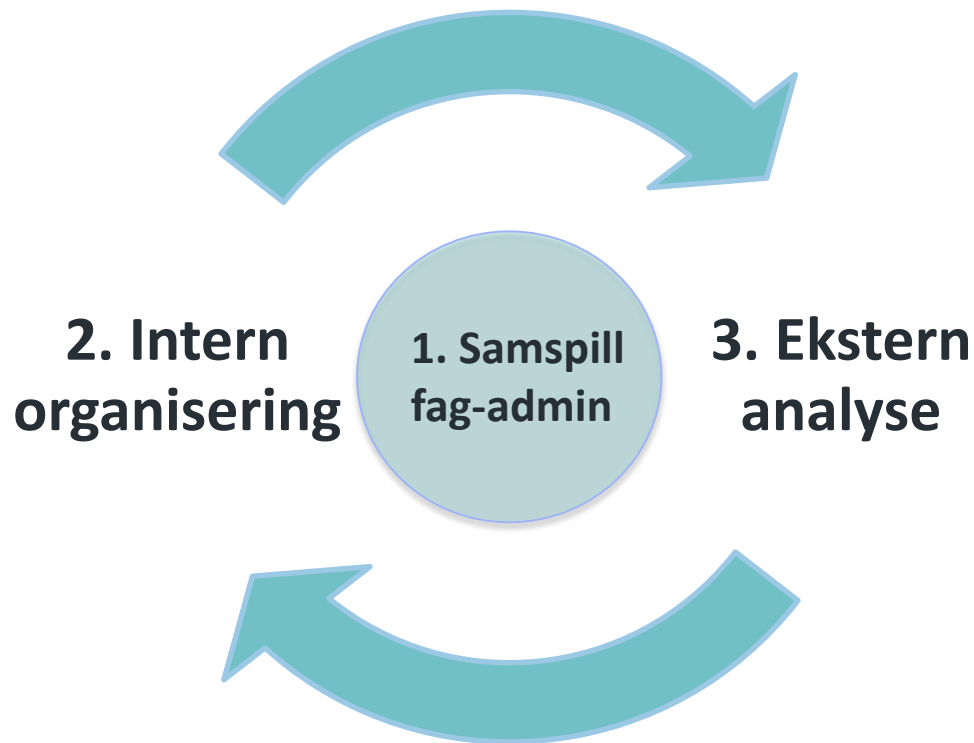 2. Intern
organisering
1. Samspill
fag-admin
3. Ekstern
analyse